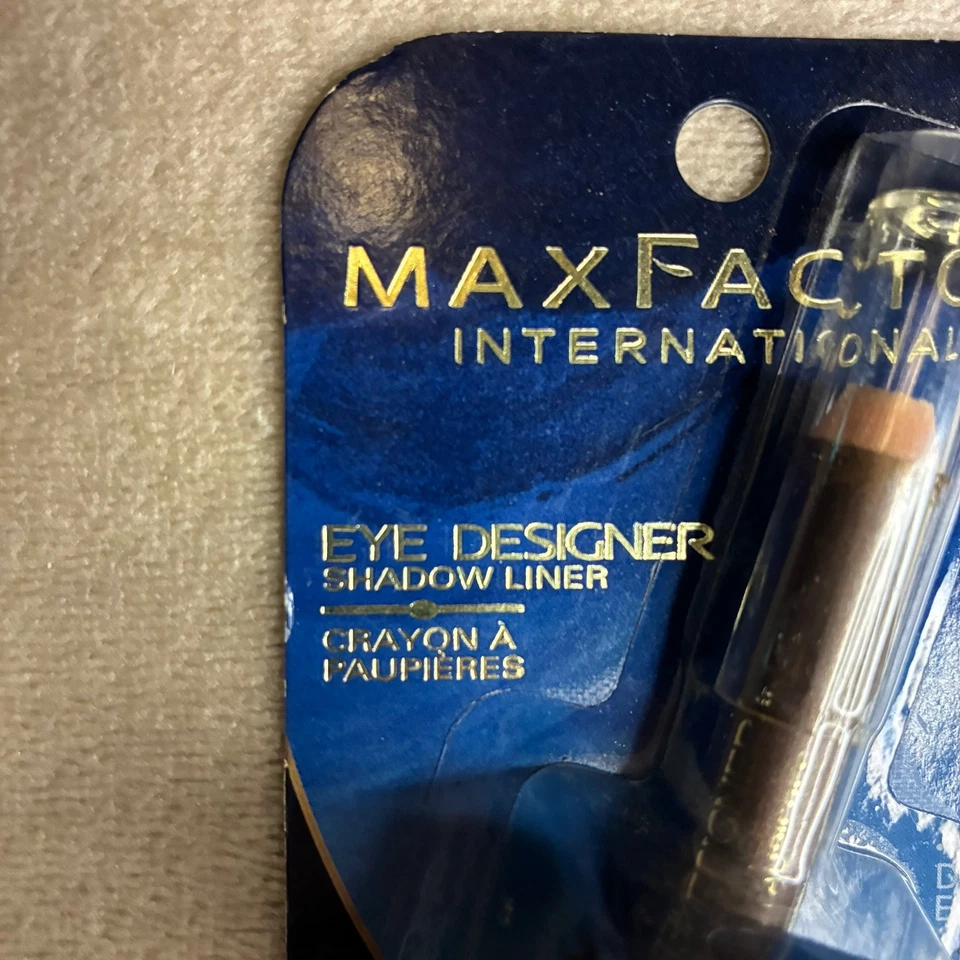 MAXFACTO
INTERNATIONAL
EYE DESIGNER
SHADOW LINER
CRAYON À
PAUPIÈRES
D
E